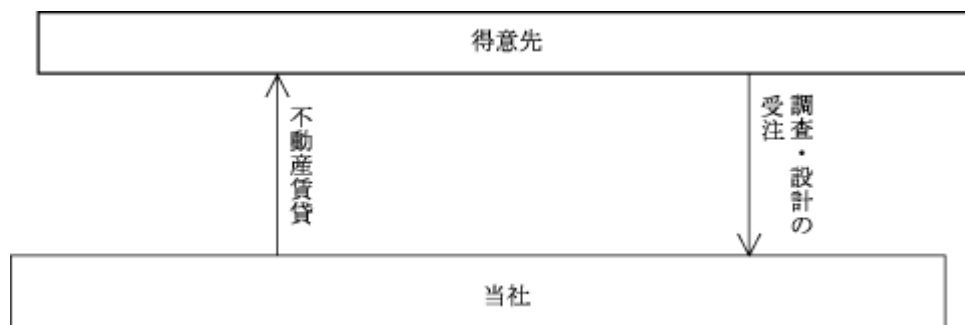 得意先
不動産賃貸
調査・設計の
受注
当社